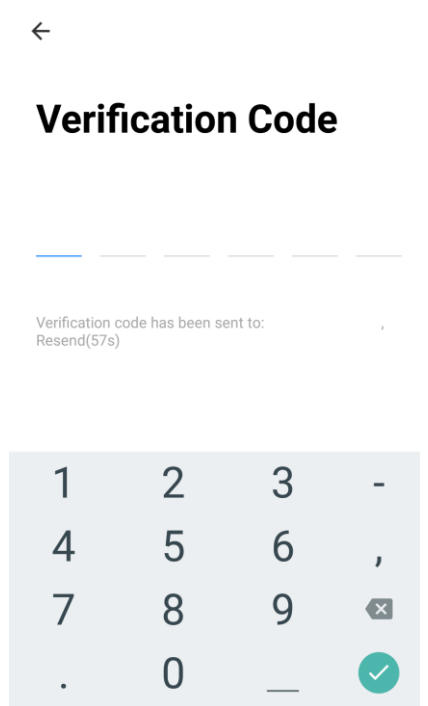 Verification Code
Verification code has been sent to: ,
Resend(57s)
1 2 3 -
4 5 6 ,
7 8 9
. 0 _